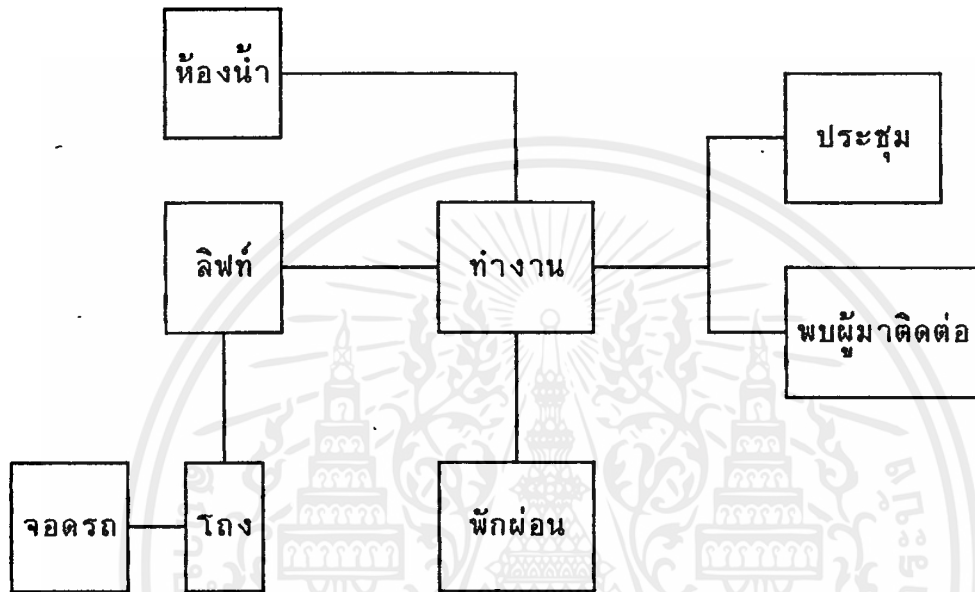 ห้องน้ำ
ประชุม
ลิฟท์
ทำงาน
พบผู้มาติดต่อ
จอดรถ
โถง
พักผ่อน